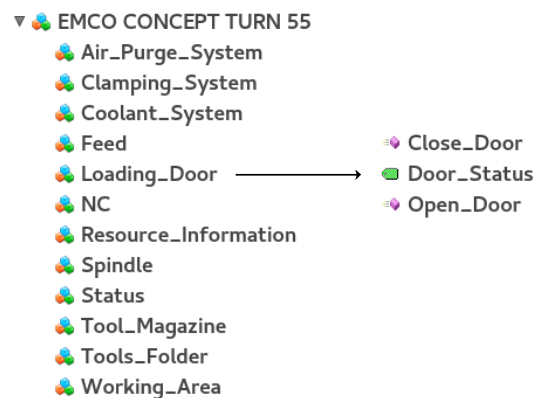 EMCO CONCEPT TURN 55
Air_Purge_System
Clamping_System
Coolant_System
Feed
Close_Door
Loading_Door
Door_Status
NC
Open_Door
Resource_Information
Spindle
Status
Tool_Magazine
Tools_Folder
Working_Area